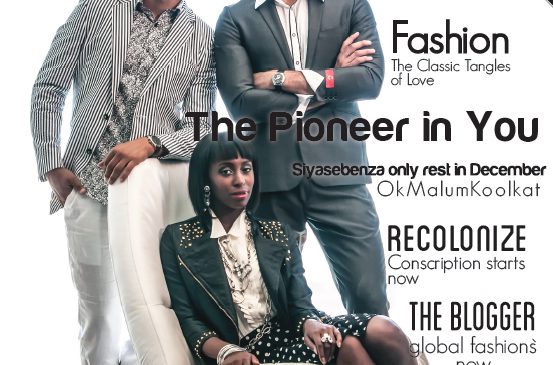 Fashion
The Classic Tangles
of Love
The Pioneer in You
Siyasebenza only rest in December
OkMalumKoolkat
RECOLONIZE
Conscription starts
now
THE BLOGGER
global fashions`
now